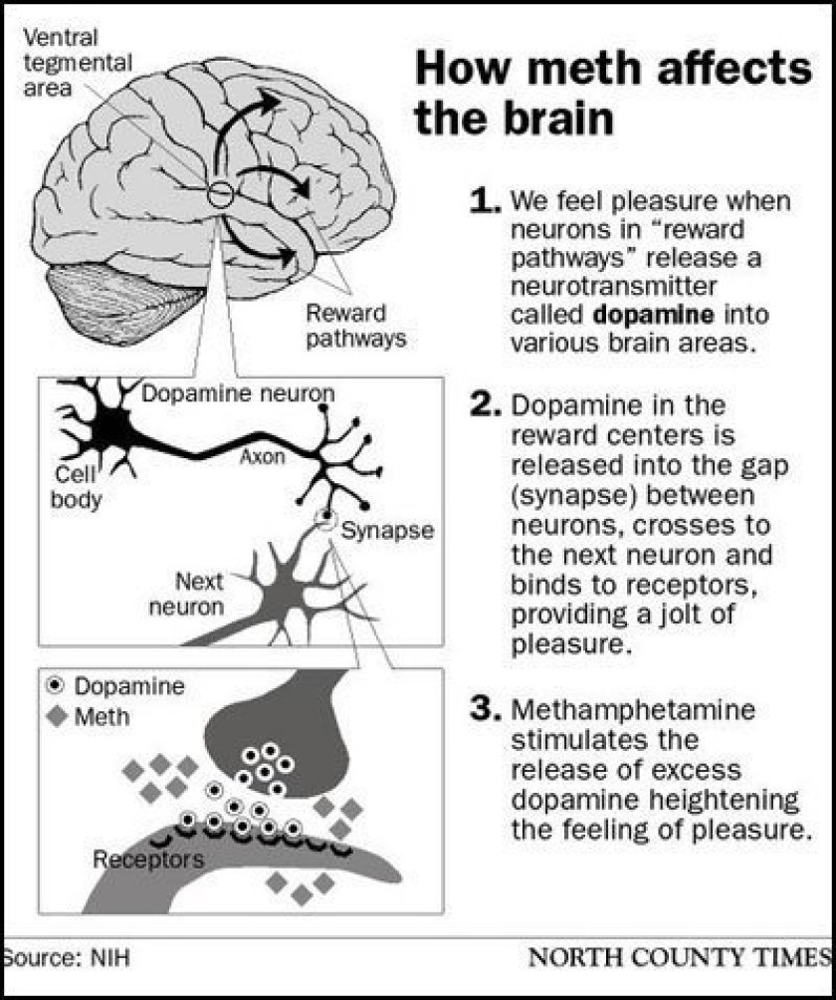 How meth affects
the brain
Ventral
tegmental
area
Reward
pathways
1. We feel pleasure when
neurons in “reward
pathways” release a
neurotransmitter
called dopamine into
various brain areas.
Dopamine neuron
Cell
body
Axon
Synapse
Next
neuron
2. Dopamine in the
reward centers is
released into the gap
(synapse) between
neurons, crosses to
the next neuron and
binds to receptors,
providing a jolt of
pleasure.
Dopamine
Meth
Receptors
3. Methamphetamine
stimulates the
release of excess
dopamine heightening
the feeling of pleasure.
Source: NIH
NORTH COUNTY TIMES